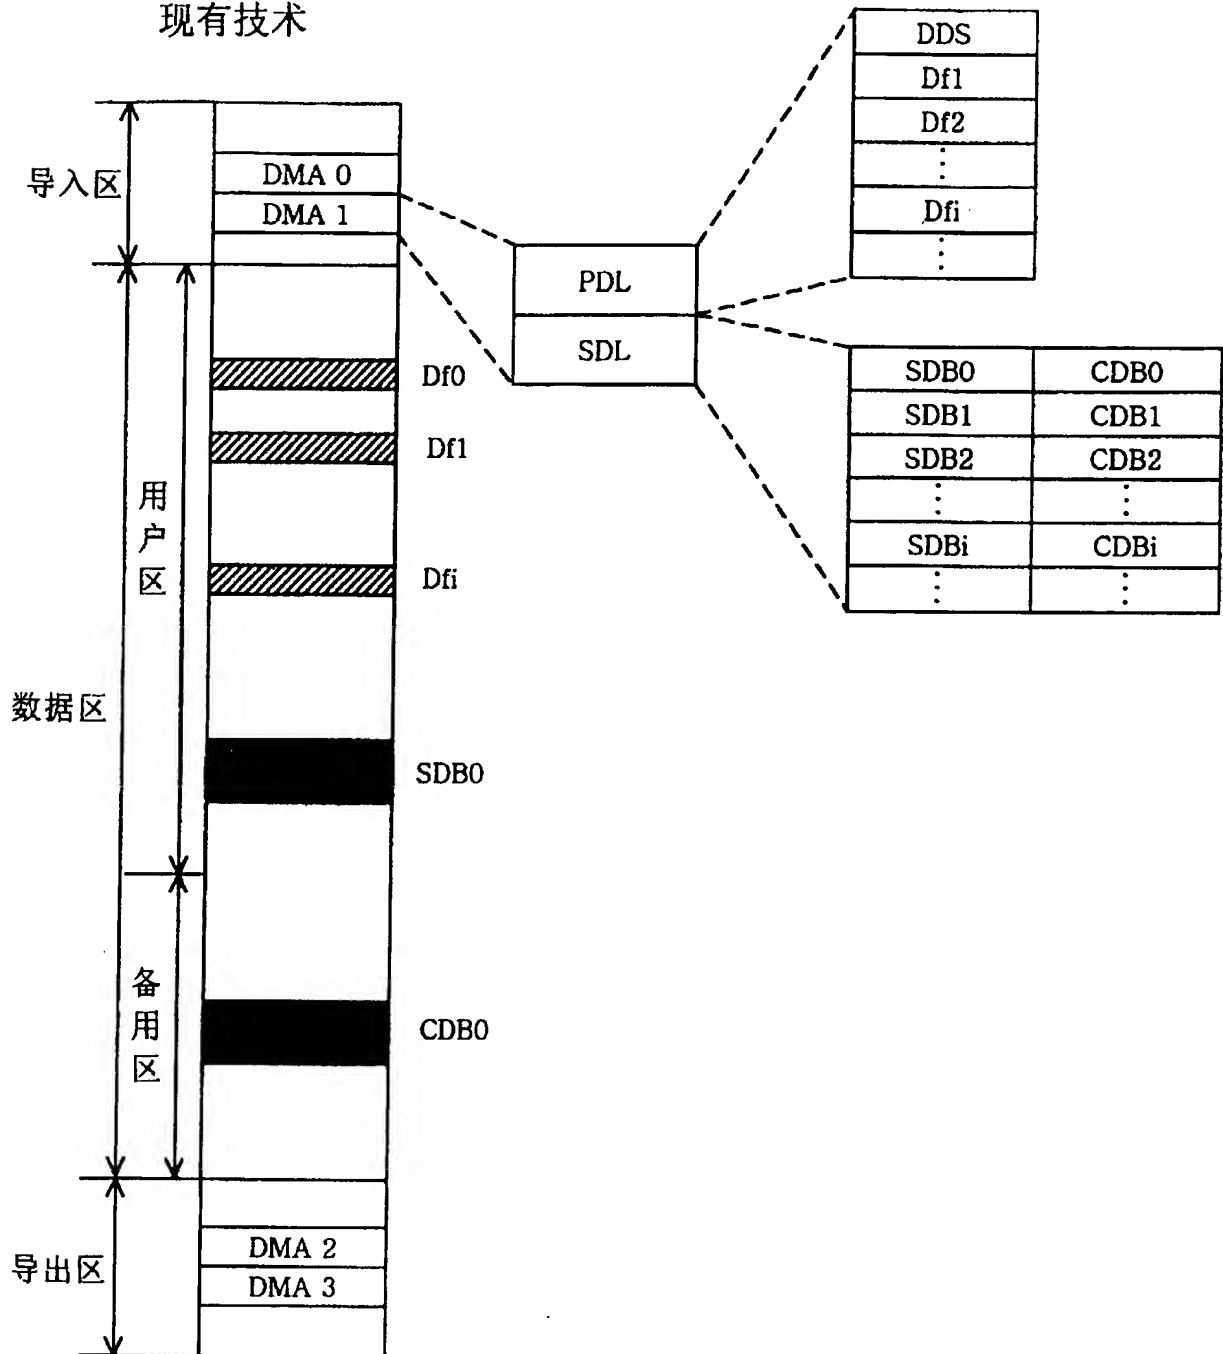 现有技术
导入区
DMA 0
DMA 1
PDL
SDL
DDS
Df1
Df2
⋮
Dfi
⋮
SDB0 CDB0
SDB1 CDB1
SDB2 CDB2
⋮ ⋮
SDBi CDBi
⋮ ⋮
数据区
用户区
Df0
Df1
Dfi
SDB0
备用区
CDB0
导出区
DMA 2
DMA 3